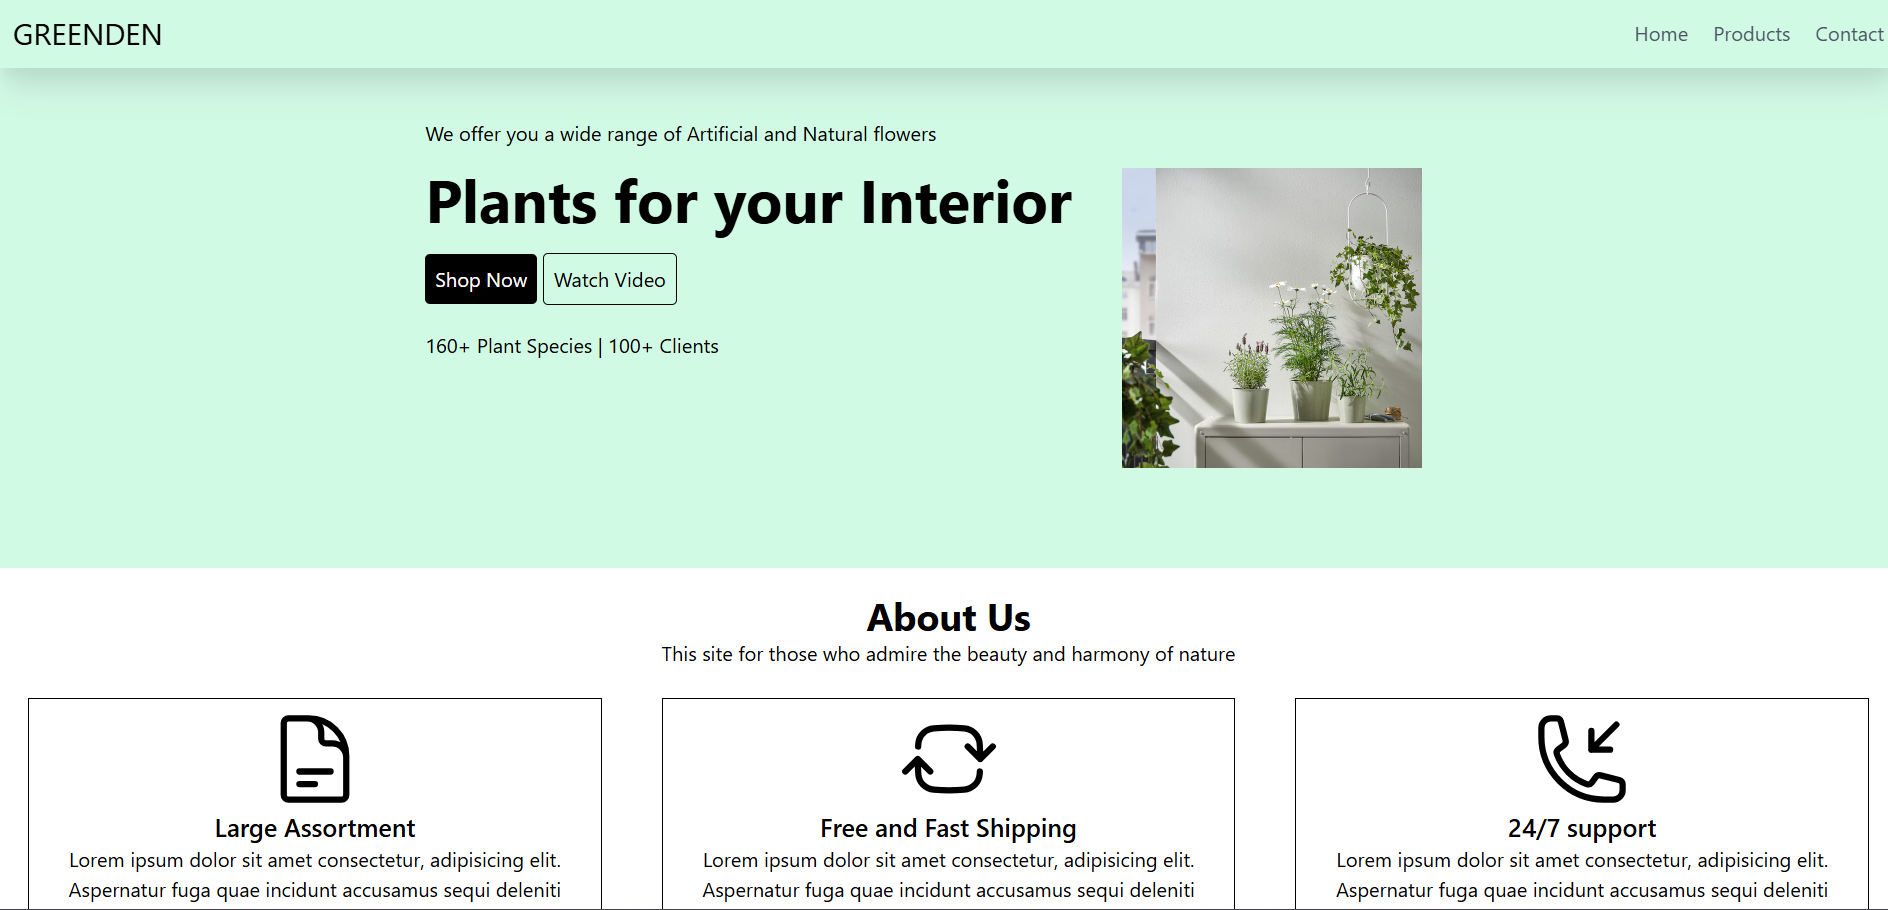 GREENDEN
Home Products Contact
We offer you a wide range of Artificial and Natural flowers
Plants for your Interior
Shop Now Watch Video
160+ Plant Species | 100+ Clients
About Us
This site for those who admire the beauty and harmony of nature
Large Assortment
Lorem ipsum dolor sit amet consectetur, adipisicing elit.
Aspernatur fuga quae incidunt accusamus sequi deleniti
Free and Fast Shipping
Lorem ipsum dolor sit amet consectetur, adipisicing elit.
Aspernatur fuga quae incidunt accusamus sequi deleniti
24/7 support
Lorem ipsum dolor sit amet consectetur, adipisicing elit.
Aspernatur fuga quae incidunt accusamus sequi deleniti